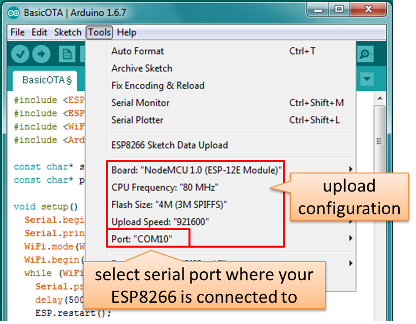 BasicOTA | Arduino 1.6.7
File Edit Sketch Tools Help
Auto Format Ctrl+T
Archive Sketch
BasicOTA§
Fix Encoding & Reload
#include <ESP
Serial Monitor Ctrl+Shift+M
#include <ESP
Serial Plotter Ctrl+Shift+L
#include <WiF
#include <Ard
ESP8266 Sketch Data Upload
const char* s
Board: "NodeMCU 1.0 (ESP-12E Module)"
const char* p
CPU Frequency: "80 MHz"
upload
configuration
Flash Size: "4M (3M SPIFFS)"
void setup()
Upload Speed: "921600"
Serial.begi
Port: "COM10"
Serial.prin
WiFi.mode(W
WiFi.begin(
while (WiFi
select serial port where your
ESP8266 is connected to
Serial.pr
delay(500
ESP.restart();